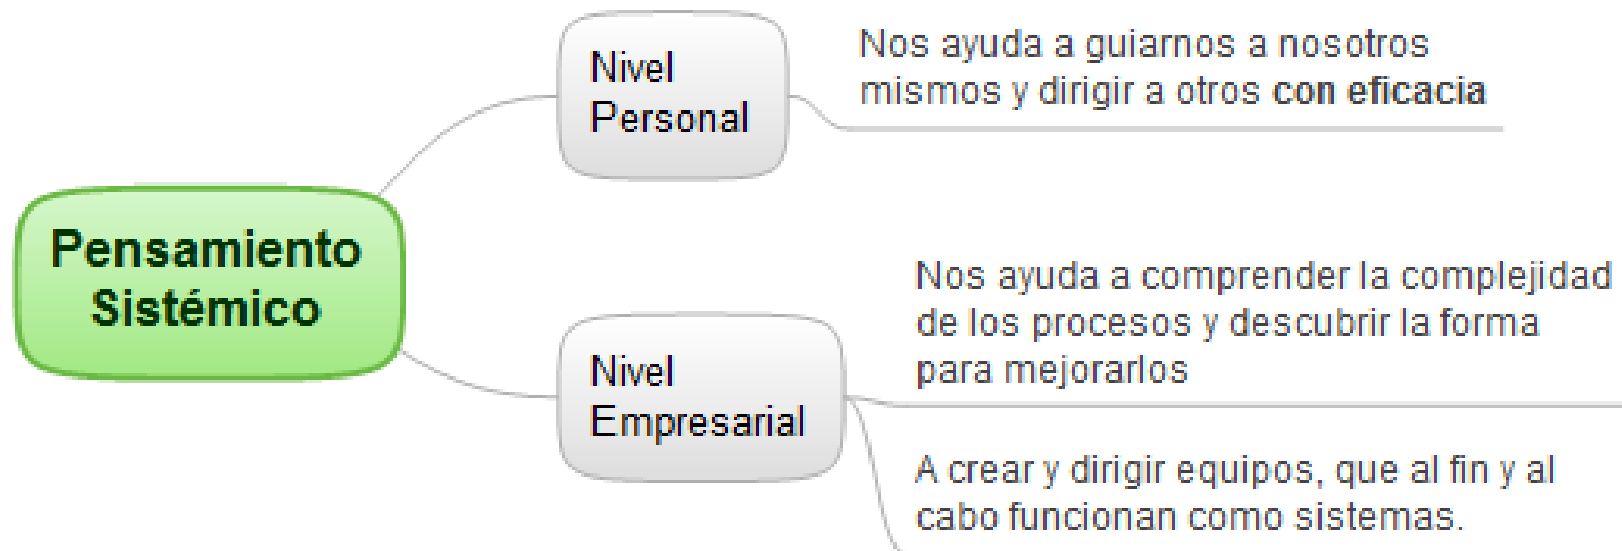 Pensamiento
Sistémico
Nivel
Personal
Nos ayuda a guiarnos a nosotros
mismos y dirigir a otros con eficacia
Nivel
Empresarial
Nos ayuda a comprender la complejidad
de los procesos y descubrir la forma
para mejorarlos
A crear y dirigir equipos, que al fin y al
cabo funcionan como sistemas.